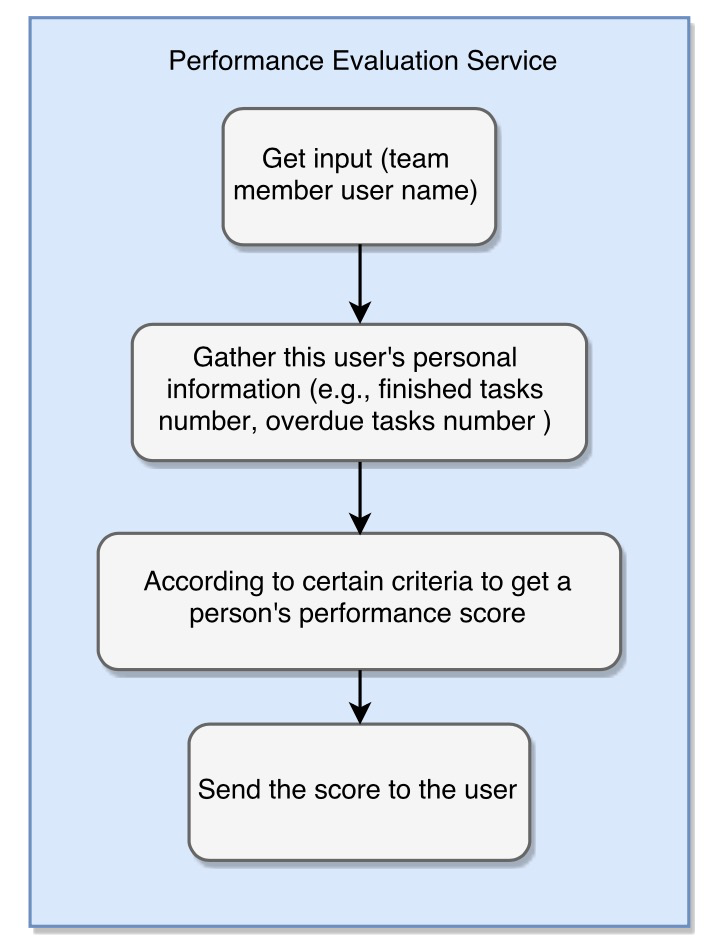 Performance Evaluation Service
Get input (team
member user name)
Gather this user's personal
information (e.g., finished tasks
number, overdue tasks number )
According to certain criteria to get a
person's performance score
Send the score to the user